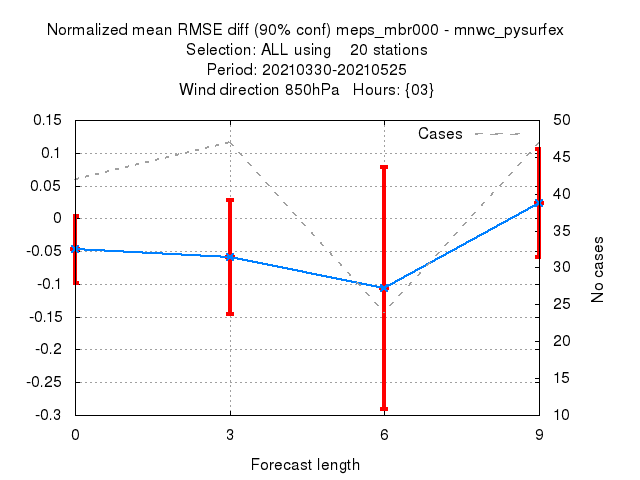 Normalized mean RMSE diff (90% conf) meps_mbr000 - mnwc_pysurfex
Selection: ALL using 20 stations
Period: 20210330-20210525
Wind direction 850hPa Hours: {03}
Cases
0.15
0.1
0.05
0
-0.05
-0.1
-0.15
-0.2
-0.25
-0.3
50
45
40
35
30
25
20
15
10
No cases
0 3 6 9
Forecast length